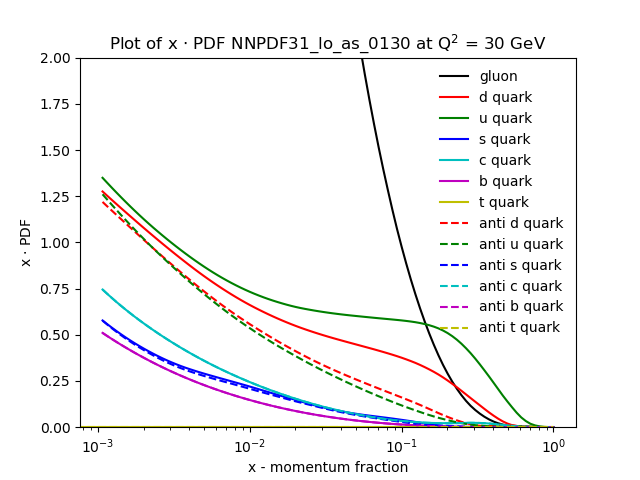 Plot of x · PDF NNPDF31_lo_as_0130 at Q² = 30 GeV
x · PDF
2.00
1.75
1.50
1.25
1.00
0.75
0.50
0.25
0.00
gluon
d quark
u quark
s quark
c quark
b quark
t quark
anti d quark
anti u quark
anti s quark
anti c quark
anti b quark
anti t quark
10⁻³ 10⁻² 10⁻¹ 10⁰
x - momentum fraction